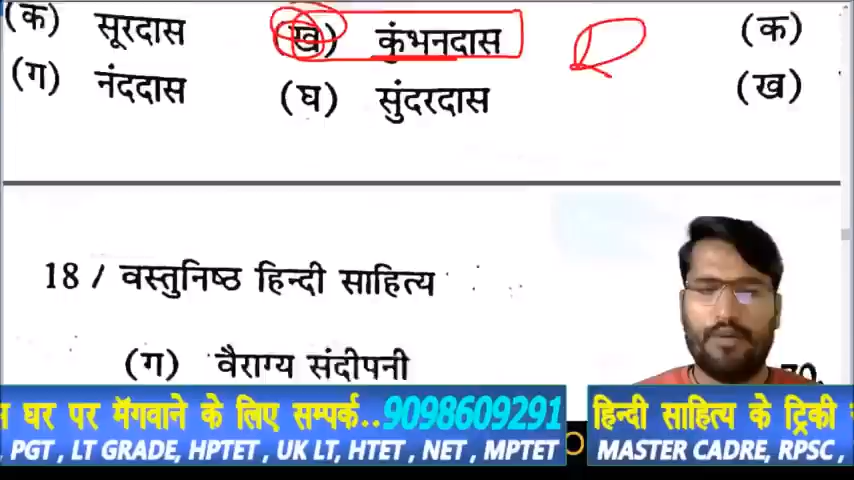 (क) सूरदास (ख) कुंभनदास (क)
(ग) नंददास (घ) सुंदरदास (ख)
18 / वस्तुनिष्ठ हिन्दी साहित्य
(ग) वैराग्य संदीपनी
70.
घर पर मँगवाने के लिए सम्पर्क..9098609291 हिन्दी साहित्य के ट्रिकी
, PGT , LT GRADE, HPTET , UK LT, HTET , NET , MPTET MASTER CADRE, RPSC ,